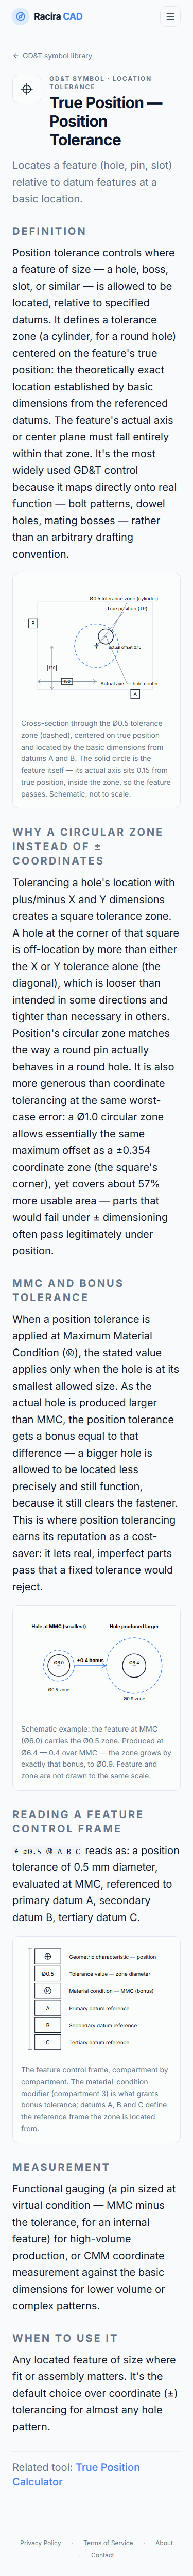 Racira CAD
← GD&T symbol library
GD&T SYMBOL · LOCATION
TOLERANCE
True Position —
Position
Tolerance
Locates a feature (hole, pin, slot)
relative to datum features at a
basic location.
DEFINITION
Position tolerance controls where
a feature of size — a hole, boss,
slot, or similar — is allowed to be
located, relative to specified
datums. It defines a tolerance
zone (a cylinder, for a round hole)
centered on the feature's true
position: the theoretically exact
location established by basic
dimensions from the referenced
datums. The feature's actual axis
or center plane must fall entirely
within that zone. It's the most
widely used GD&T control
because it maps directly onto real
function — bolt patterns, dowel
holes, mating bosses — rather
than an arbitrary drafting
convention.
Ø0.5 tolerance zone (cylinder)
True position (TP)
B
actual offset 0.15
120
160
Actual axis — hole center
A
Cross-section through the Ø0.5 tolerance
zone (dashed), centered on true position
and located by the basic dimensions from
datums A and B. The solid circle is the
feature itself — its actual axis sits 0.15 from
true position, inside the zone, so the feature
passes. Schematic, not to scale.
WHY A CIRCULAR ZONE
INSTEAD OF ±
COORDINATES
Tolerancing a hole's location with
plus/minus X and Y dimensions
creates a square tolerance zone.
A hole at the corner of that square
is off-location by more than either
the X or Y tolerance alone (the
diagonal), which is looser than
intended in some directions and
tighter than necessary in others.
Position's circular zone matches
the way a round pin actually
behaves in a round hole. It is also
more generous than coordinate
tolerancing at the same worst-
case error: a Ø1.0 circular zone
allows essentially the same
maximum offset as a ±0.354
coordinate zone (the square's
corner), yet covers about 57%
more usable area — parts that
would fail under ± dimensioning
often pass legitimately under
position.
MMC AND BONUS
TOLERANCE
When a position tolerance is
applied at Maximum Material
Condition (Ⓜ), the stated value
applies only when the hole is at its
smallest allowed size. As the
actual hole is produced larger
than MMC, the position tolerance
gets a bonus equal to that
difference — a bigger hole is
allowed to be located less
precisely and still function,
because it still clears the fastener.
This is where position tolerancing
earns its reputation as a cost-
saver: it lets real, imperfect parts
pass that a fixed tolerance would
reject.
Hole at MMC (smallest)
Hole produced larger
Ø6.0
+0.4 bonus
Ø6.4
Ø0.5 zone
Ø0.9 zone
Schematic example: the feature at MMC
(Ø6.0) carries the Ø0.5 zone. Produced at
Ø6.4 — 0.4 over MMC — the zone grows by
exactly that bonus, to Ø0.9. Feature and
zone are not drawn to the same scale.
READING A FEATURE
CONTROL FRAME
⌖ ⌀0.5 Ⓜ A B C reads as: a position
tolerance of 0.5 mm diameter,
evaluated at MMC, referenced to
primary datum A, secondary
datum B, tertiary datum C.
⌖ Geometric characteristic — position
Ø0.5 Tolerance value — zone diameter
Ⓜ Material condition — MMC (bonus)
A Primary datum reference
B Secondary datum reference
C Tertiary datum reference
The feature control frame, compartment by
compartment. The material-condition
modifier (compartment 3) is what grants
bonus tolerance; datums A, B and C define
the reference frame the zone is located
from.
MEASUREMENT
Functional gauging (a pin sized at
virtual condition — MMC minus
the tolerance, for an internal
feature) for high-volume
production, or CMM coordinate
measurement against the basic
dimensions for lower volume or
complex patterns.
WHEN TO USE IT
Any located feature of size where
fit or assembly matters. It's the
default choice over coordinate (±)
tolerancing for almost any hole
pattern.
Related tool: True Position
Calculator
Privacy Policy · Terms of Service · About
· Contact